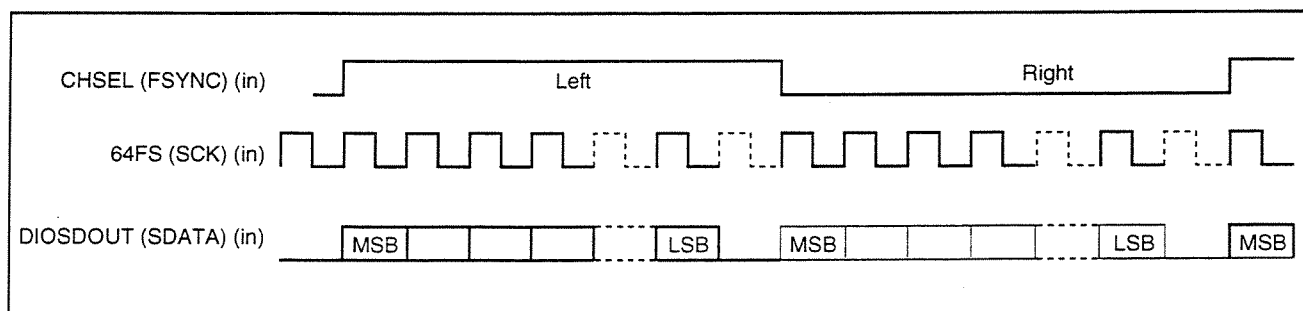 CHSEL (FSYNC) (in) Left Right
64FS (SCK) (in)
DIOSDOUT (SDATA) (in) MSB LSB MSB LSB MSB